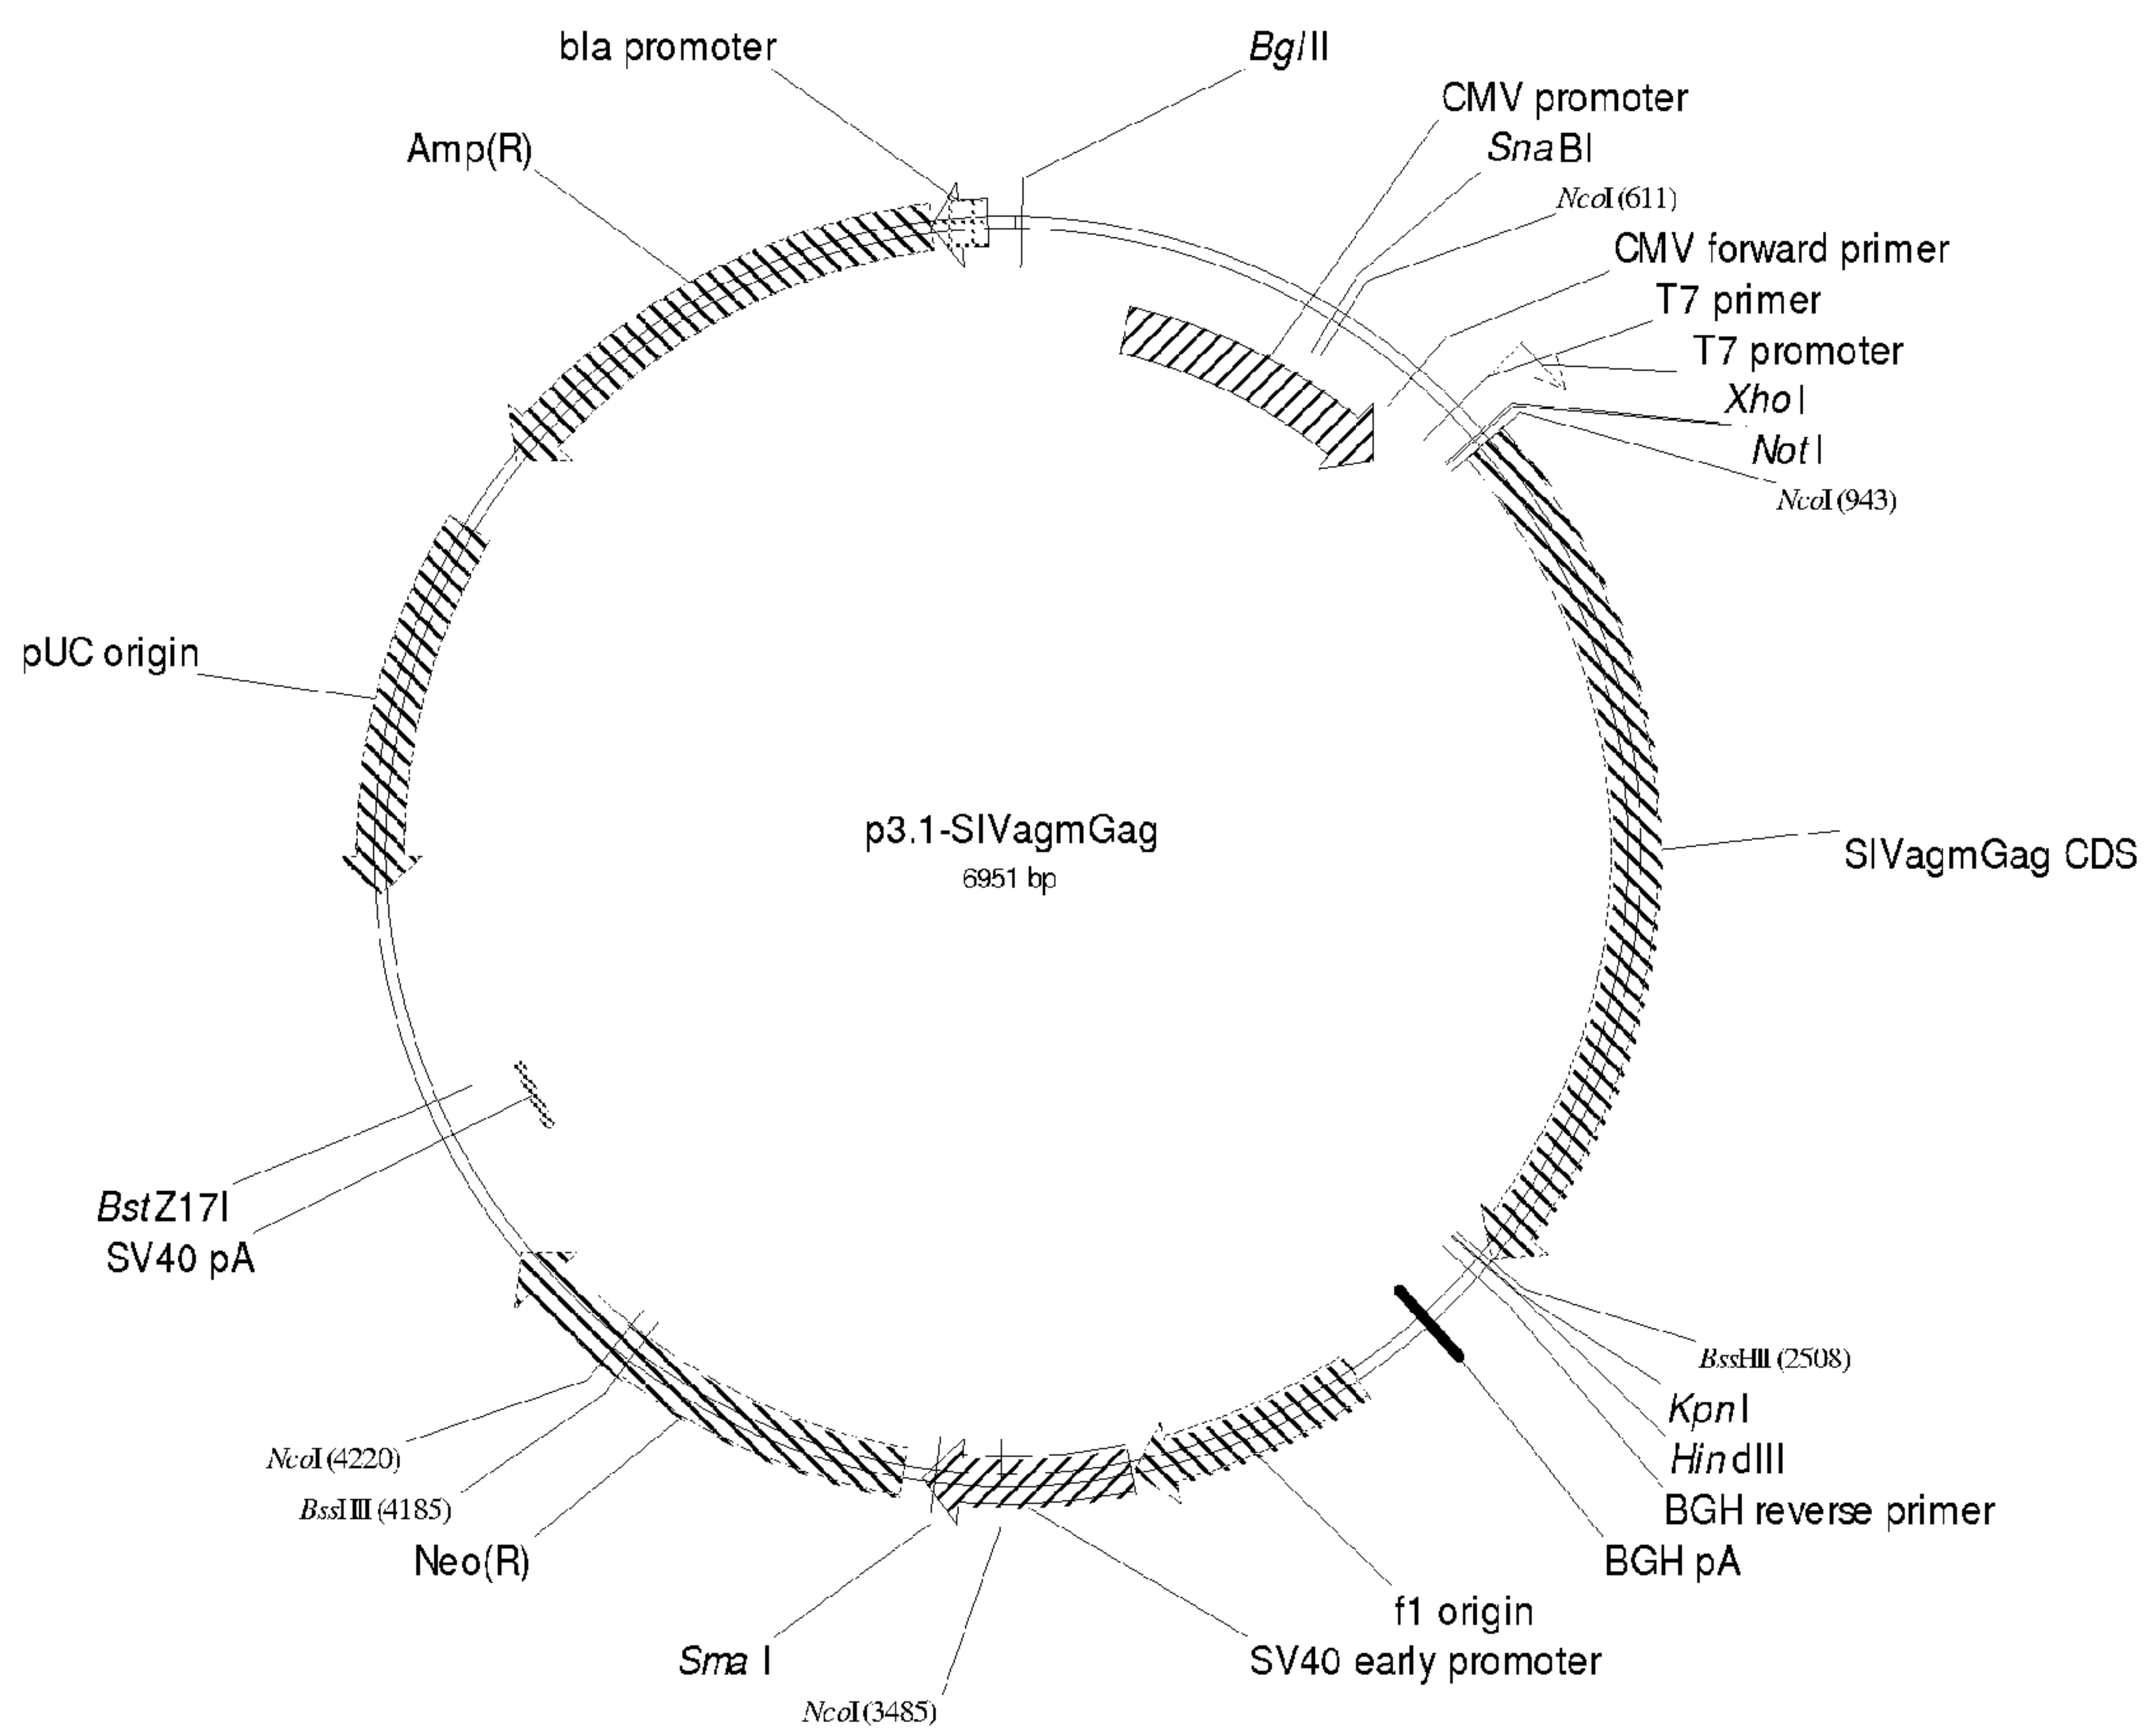 bla promoter
BglII
CMV promoter
Amp(R)
SnaBI
NcoI (611)
CMV forward primer
T7 primer
T7 promoter
XhoI
NotI
NcoI (943)
pUC origin
p3.1-SIVagmGag
6951 bp
SIVagmGag CDS
BstZ17I
SV40 pA
BssHII (2508)
KpnI
HindIII
NcoI (4220)
BssHII (4185)
BGH reverse primer
Neo(R)
BGH pA
f1 origin
SmaI
SV40 early promoter
NcoI (3485)